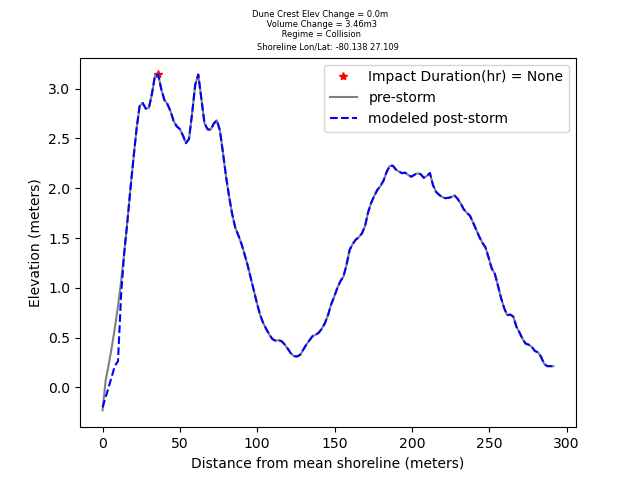 Dune Crest Elev Change = 0.0m
Volume Change = 3.46m3
Regime = Collision
Shoreline Lon/Lat: -80.138 27.109
Impact Duration(hr) = None
pre-storm
modeled post-storm
3.0
2.5
2.0
1.5
1.0
0.5
0.0
Elevation (meters)
0 50 100 150 200 250 300
Distance from mean shoreline (meters)